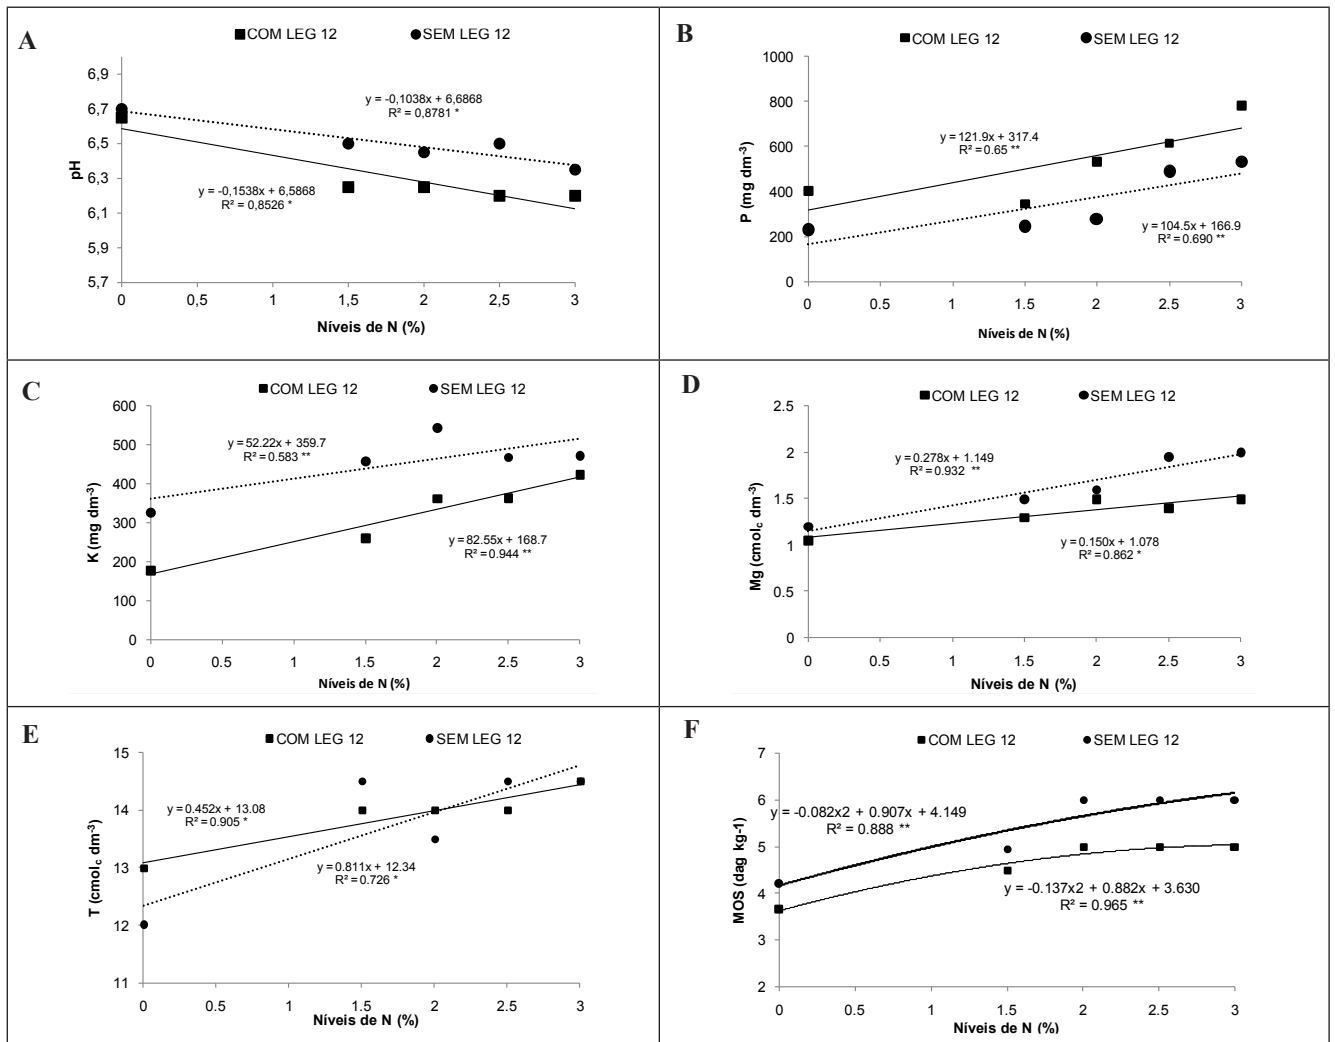 A
COM LEG 12
SEM LEG 12
6,9
6,7
6,5
6,3
6,1
5,9
5,7
pH
y = -0,1038x + 6,6868
R² = 0,8781 *
y = -0,1538x + 6,5868
R² = 0,8526 *
0 0,5 1 1,5 2 2,5 3
Níveis de N (%)
B
COM LEG 12
SEM LEG 12
1000
800
600
400
200
0
P (mg dm⁻³)
y = 121.9x + 317.4
R² = 0.65 **
y = 104.5x + 166.9
R² = 0.690 **
0 0.5 1 1.5 2 2.5 3
Níveis de N (%)
C
COM LEG 12
SEM LEG 12
600
500
400
300
200
100
0
K (mg dm⁻³)
y = 52.22x + 359.7
R² = 0.583 **
y = 82.55x + 168.7
R² = 0.944 **
0 0.5 1 1.5 2 2.5 3
Níveis de N (%)
D
COM LEG 12
SEM LEG 12
2.5
2
1.5
1
0.5
0
Mg (cmol꜀ dm⁻³)
y = 0.278x + 1.149
R² = 0.932 **
y = 0.150x + 1.078
R² = 0.862 *
0 0.5 1 1.5 2 2.5 3
Níveis de N (%)
E
COM LEG 12
SEM LEG 12
15
14
13
12
11
T (cmol꜀ dm⁻³)
y = 0.452x + 13.08
R² = 0.905 *
y = 0.811x + 12.34
R² = 0.726 *
0 0.5 1 1.5 2 2.5 3
Níveis de N (%)
F
COM LEG 12
SEM LEG 12
7
6
5
4
3
2
MOS (dag kg-1)
y = -0.082x2 + 0.907x + 4.149
R² = 0.888 **
y = -0.137x2 + 0.882x + 3.630
R² = 0.965 **
0 0.5 1 1.5 2 2.5 3
Níveis de N (%)